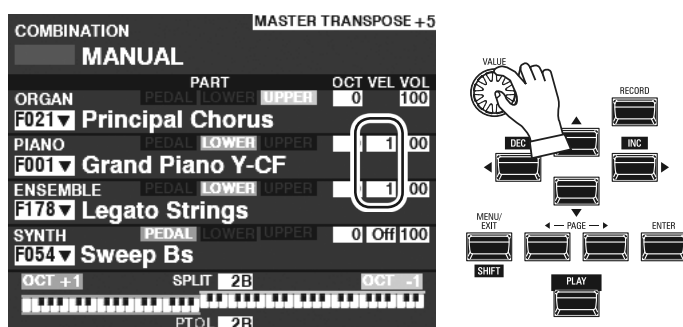 MASTER TRANSPOSE +5
COMBINATION
MANUAL
PART OCT VEL VOL
ORGAN PEDAL LOWER UPPER 0 100
F021▼ Principal Chorus
PIANO PEDAL LOWER UPPER 0 1 00
F001▼ Grand Piano Y-CF
ENSEMBLE PEDAL LOWER UPPER 0 1 00
F178▼ Legato Strings
SYNTH PEDAL LOWER UPPER 0 Off 100
F054▼ Sweep Bs
OCT +1 SPLIT 2B OCT -1
PTOL 2B
VALUE
RECORD
DEC INC
MENU/
EXIT ◄ — PAGE — ► ENTER
SHIFT
PLAY